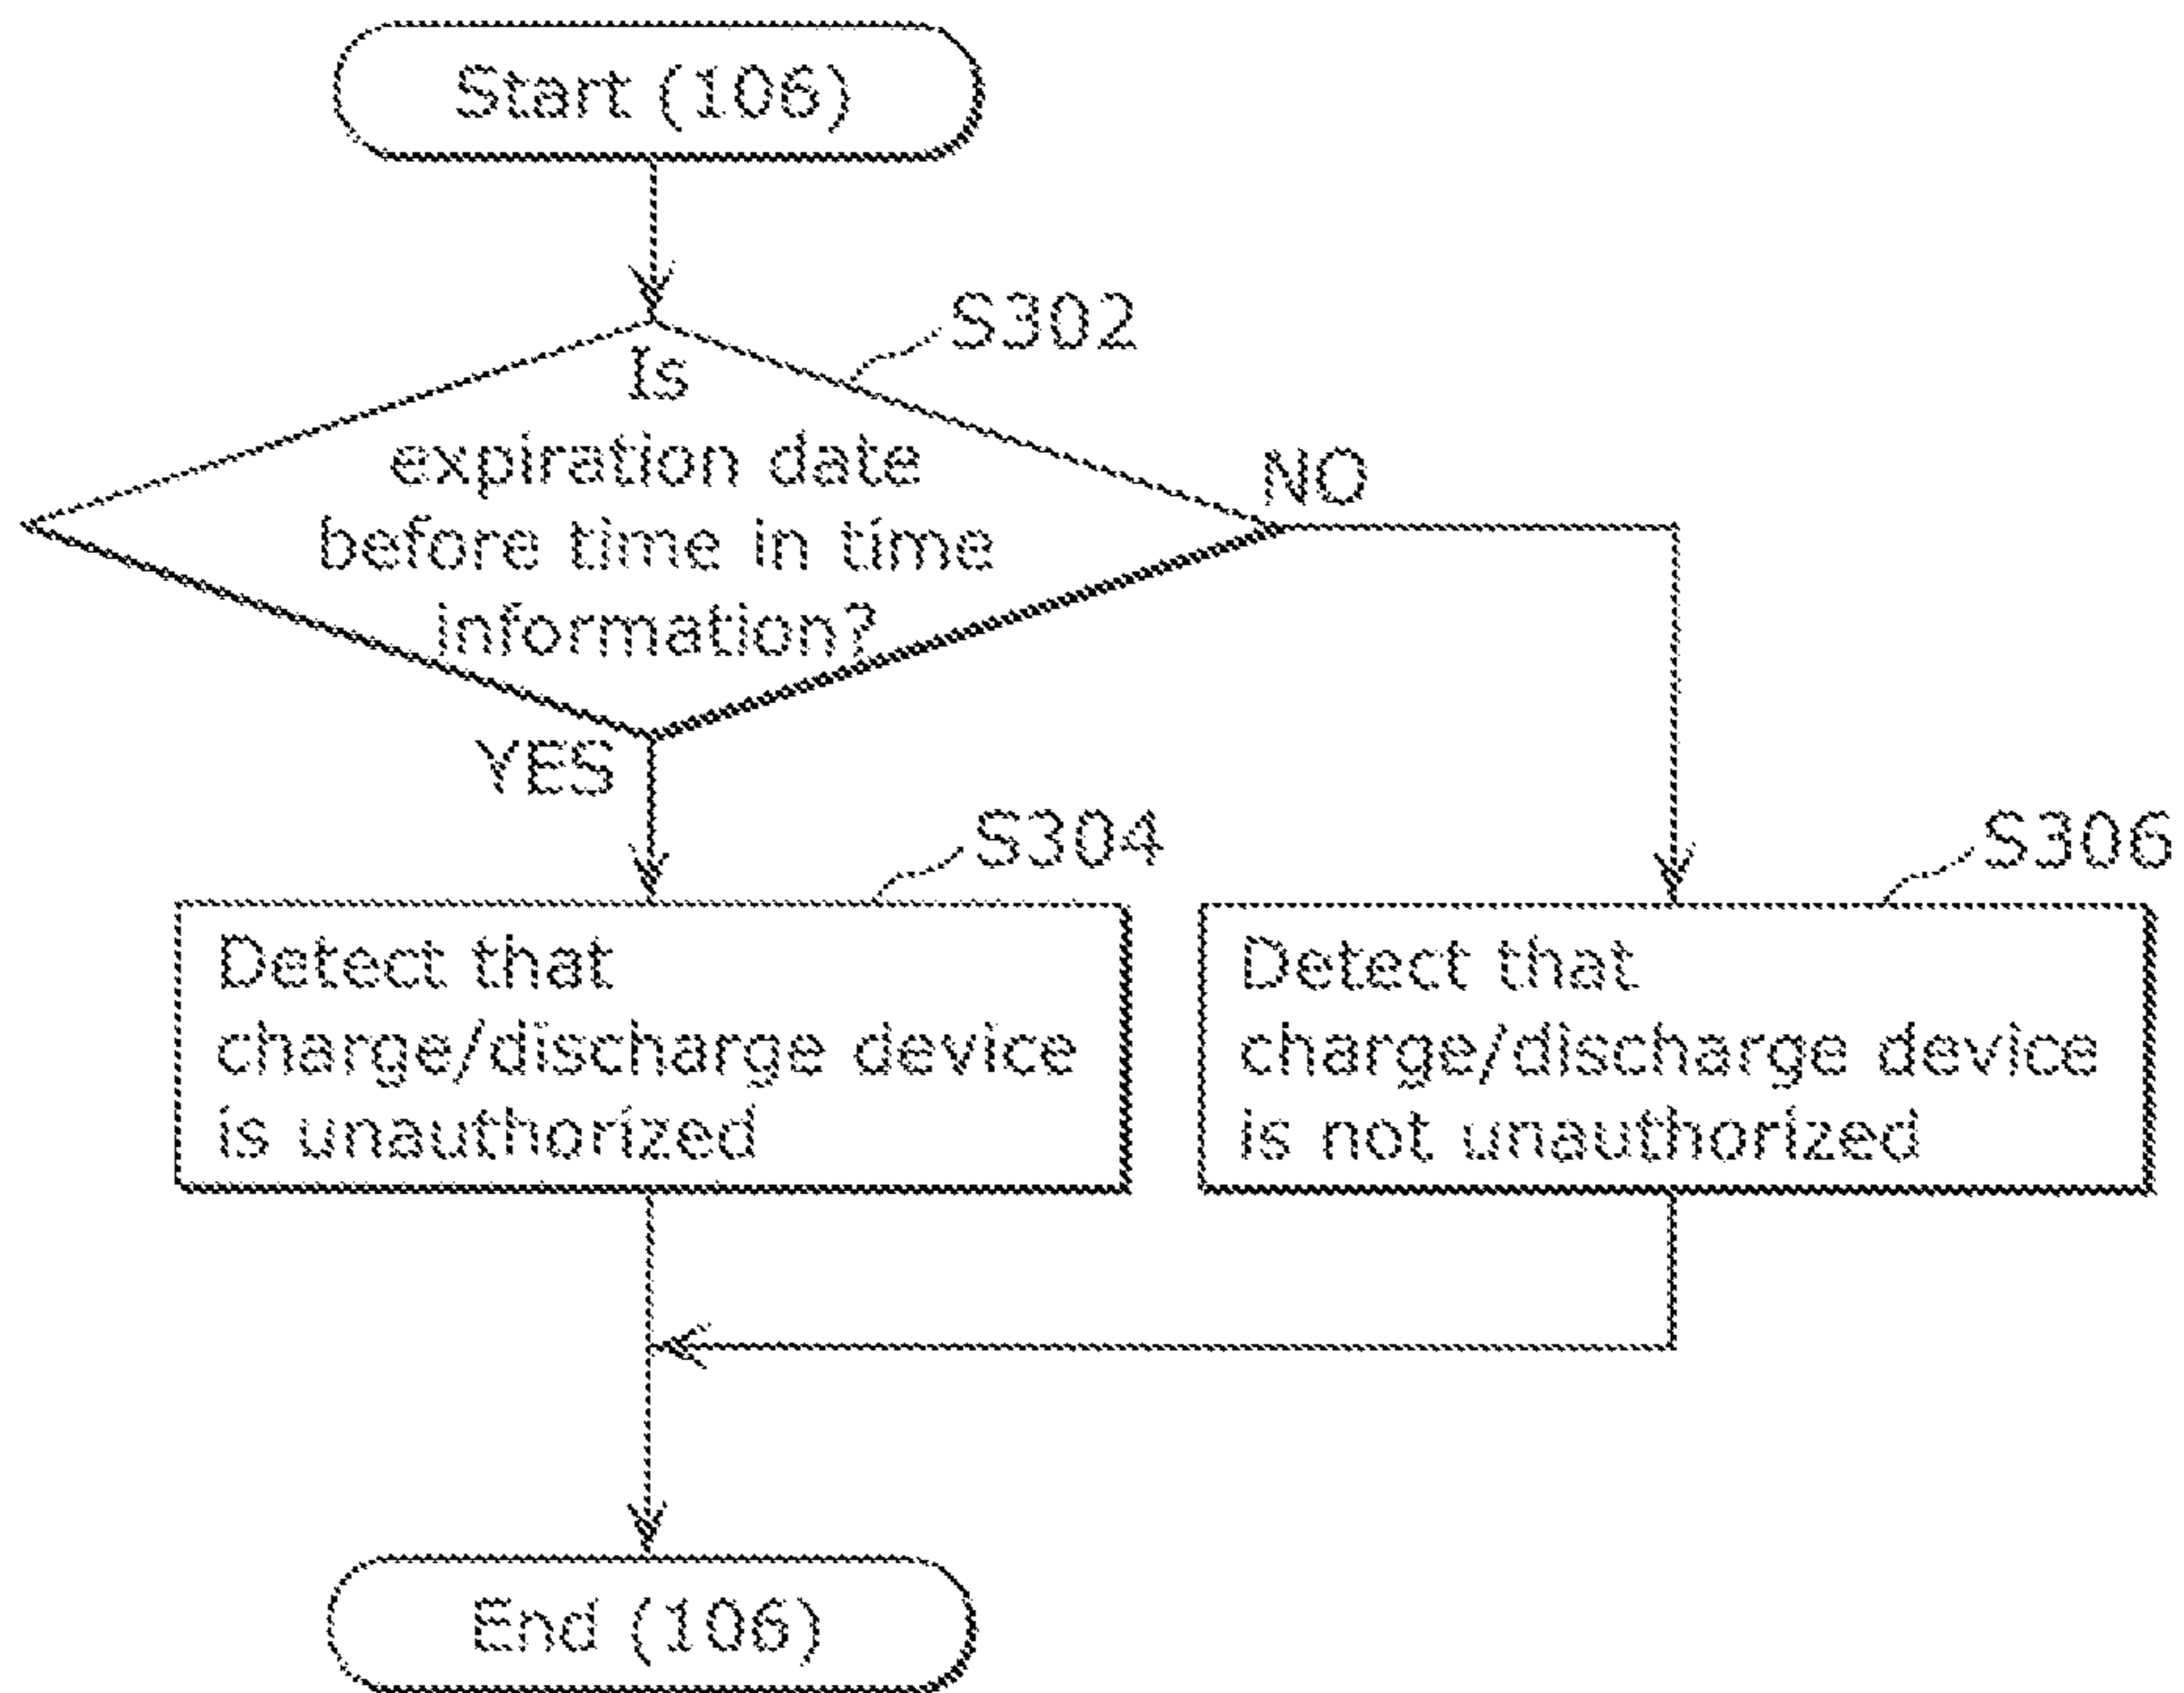 Start (106)
S302
Is
expiration date
before time in time
information?
NO
YES
S304
Detect that
charge/discharge device
is unauthorized
S306
Detect that
charge/discharge device
is not unauthorized
End (106)